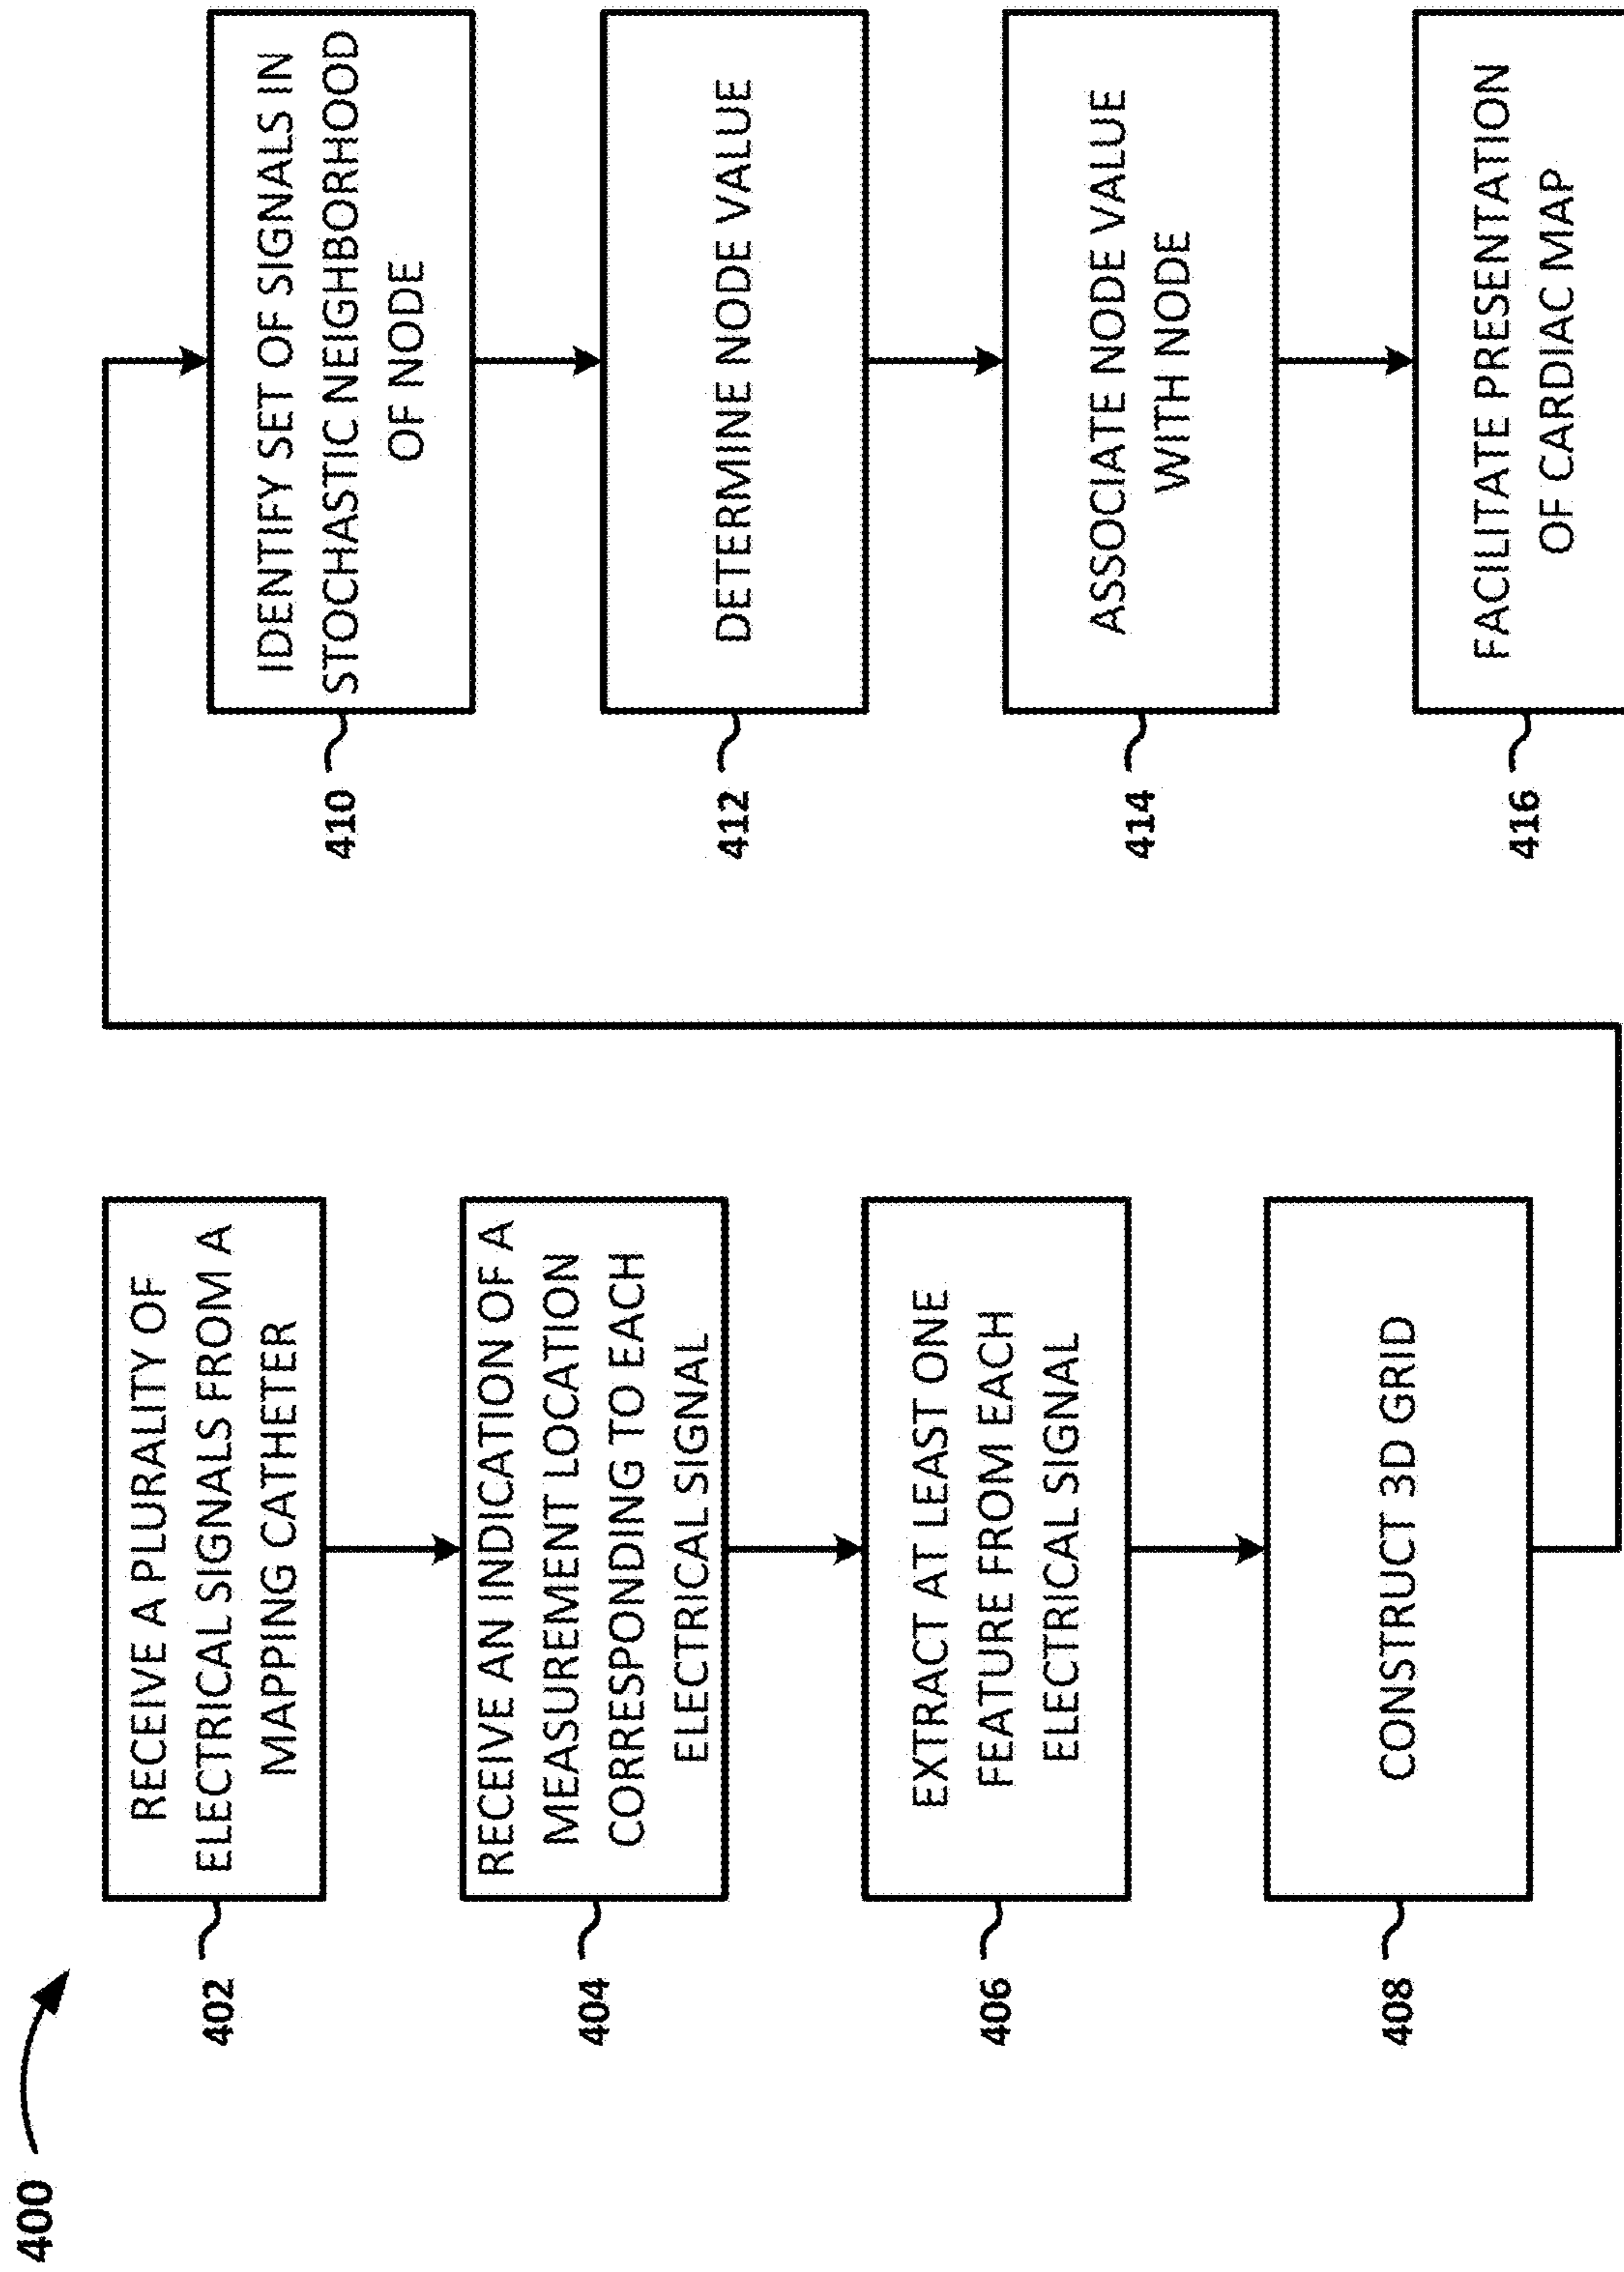 400
402
RECEIVE A PLURALITY OF
ELECTRICAL SIGNALS FROM A
MAPPING CATHETER
404
RECEIVE AN INDICATION OF A
MEASUREMENT LOCATION
CORRESPONDING TO EACH
ELECTRICAL SIGNAL
406
EXTRACT AT LEAST ONE
FEATURE FROM EACH
ELECTRICAL SIGNAL
408
CONSTRUCT 3D GRID
410
IDENTIFY SET OF SIGNALS IN
STOCHASTIC NEIGHBORHOOD
OF NODE
412
DETERMINE NODE VALUE
414
ASSOCIATE NODE VALUE
WITH NODE
416
FACILITATE PRESENTATION
OF CARDIAC MAP